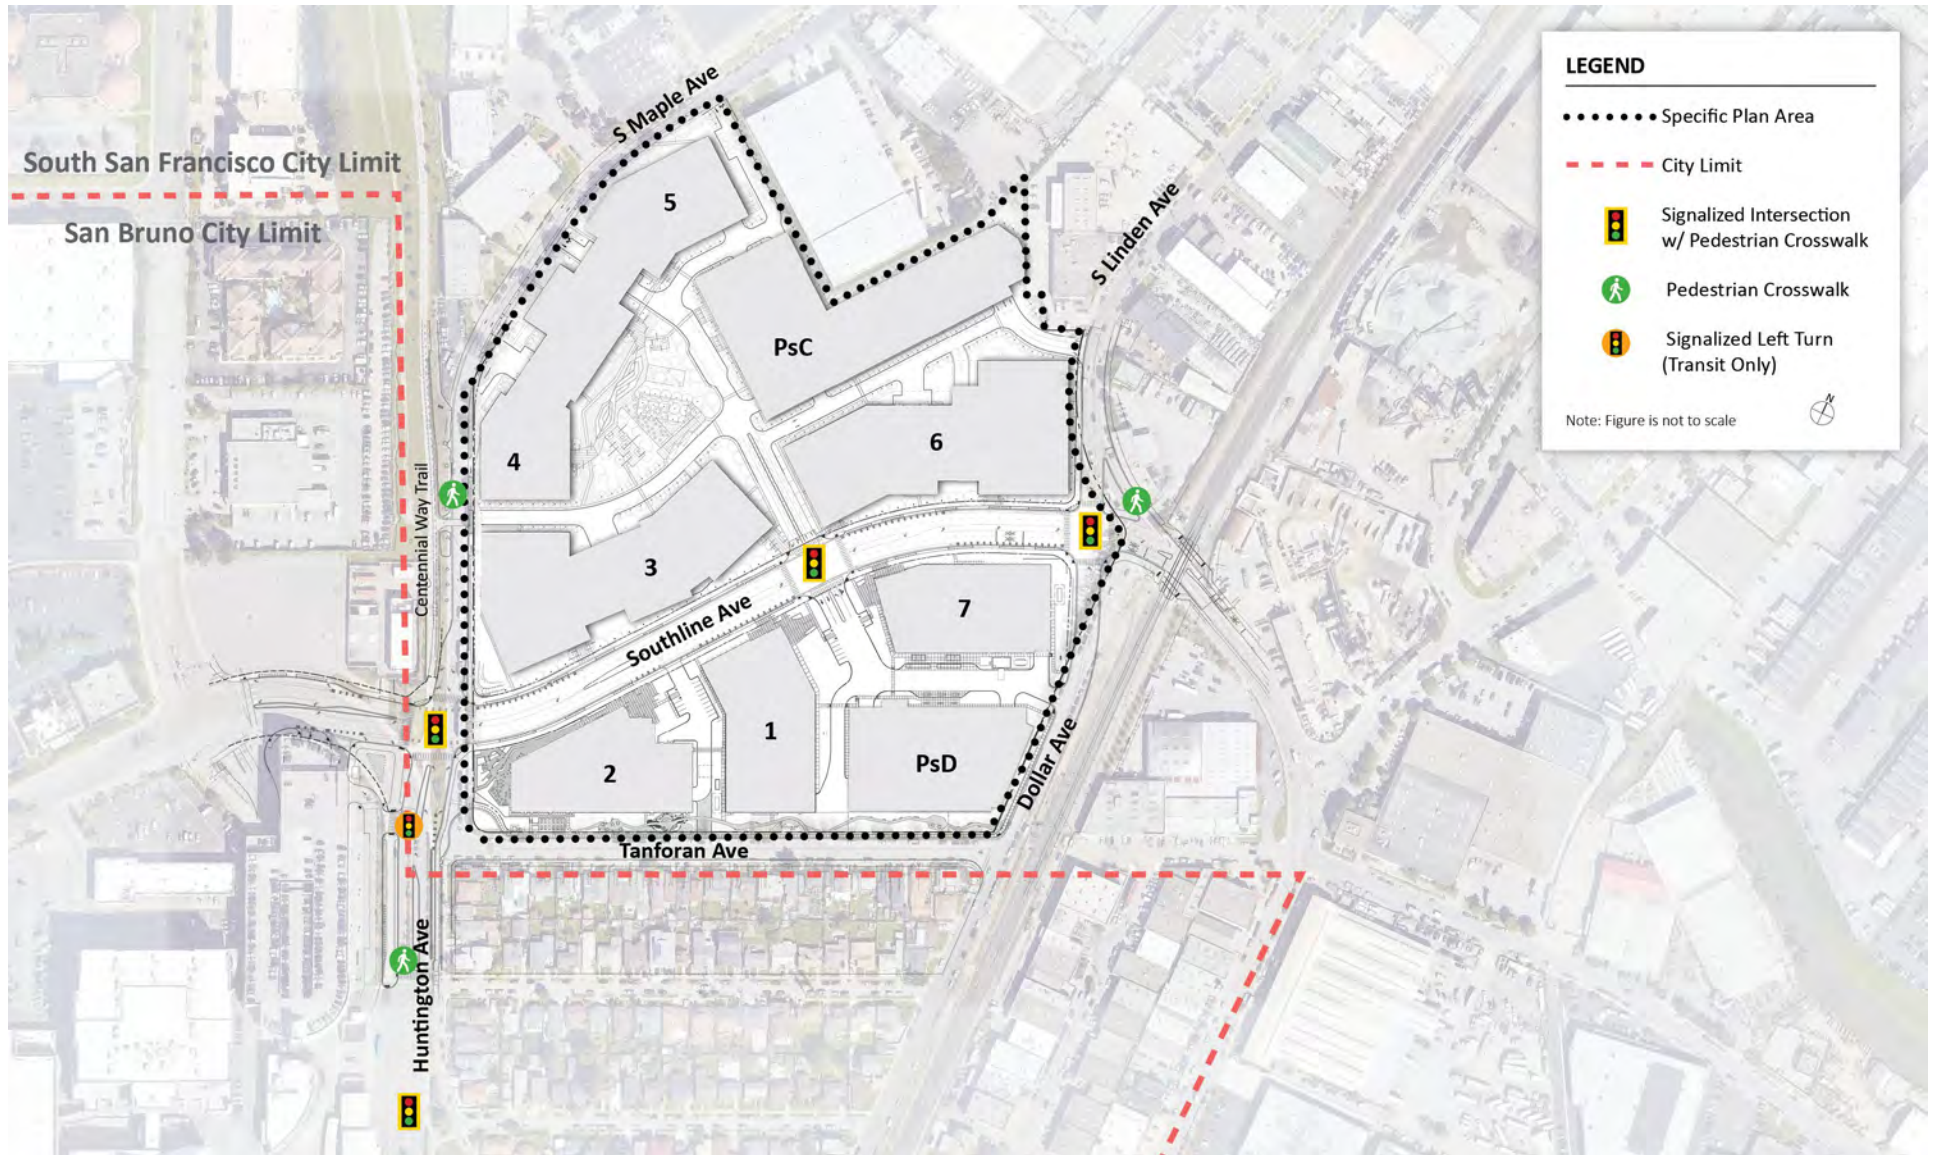 S Maple Ave
South San Francisco City Limit
San Bruno City Limit
5
S Linden Ave
PsC
6
4
Centennial Way Trail
3
7
Southline Ave
1
2
PsD
Dollar Ave
Tanforan Ave
Huntington Ave
LEGEND
Specific Plan Area
City Limit
Signalized Intersection
w/ Pedestrian Crosswalk
Pedestrian Crosswalk
Signalized Left Turn
(Transit Only)
N
Note: Figure is not to scale